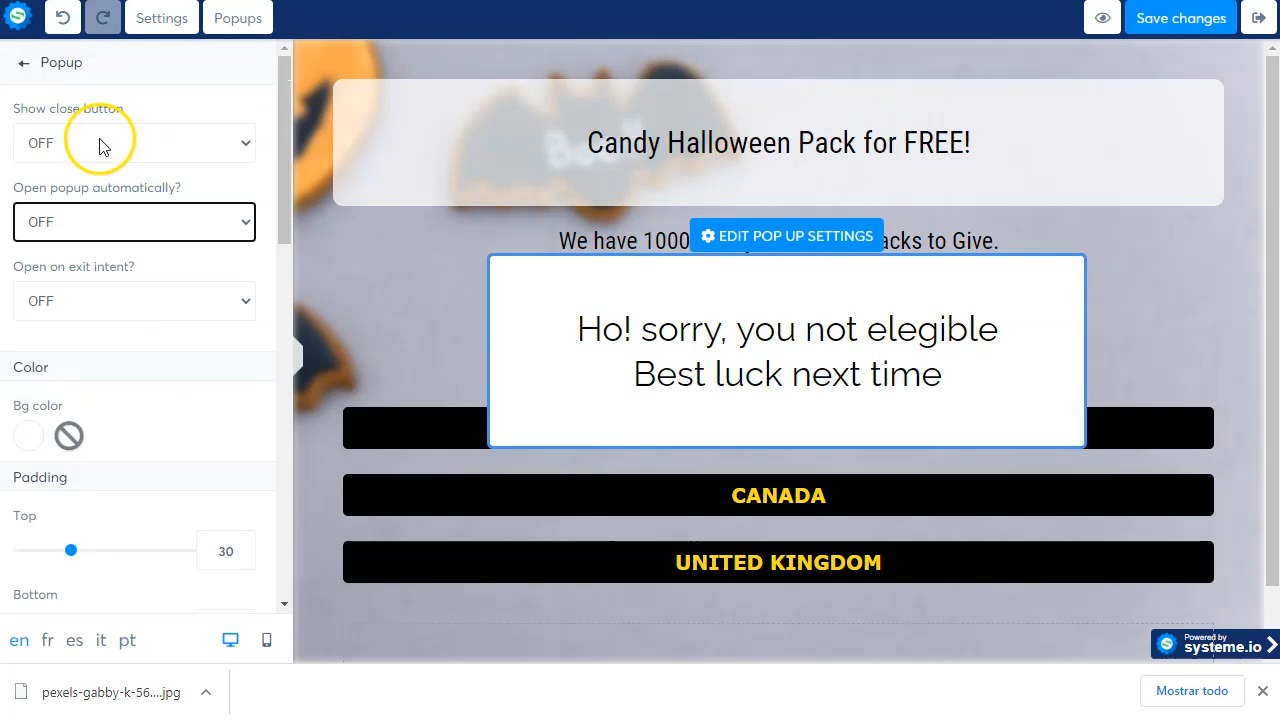 Settings
Popups
Save changes
Popup
Show close button
OFF
Open popup automatically?
OFF
Open on exit intent?
OFF
Color
Bg color
Padding
Top
30
Bottom
en fr es it pt
Candy Halloween Pack for FREE!
We have 1000
acks to Give.
EDIT POP UP SETTINGS
Ho! sorry, you not elegible
Best luck next time
CANADA
UNITED KINGDOM
Powered by
systeme.io
pexels-gabby-k-56....jpg
Mostrar todo